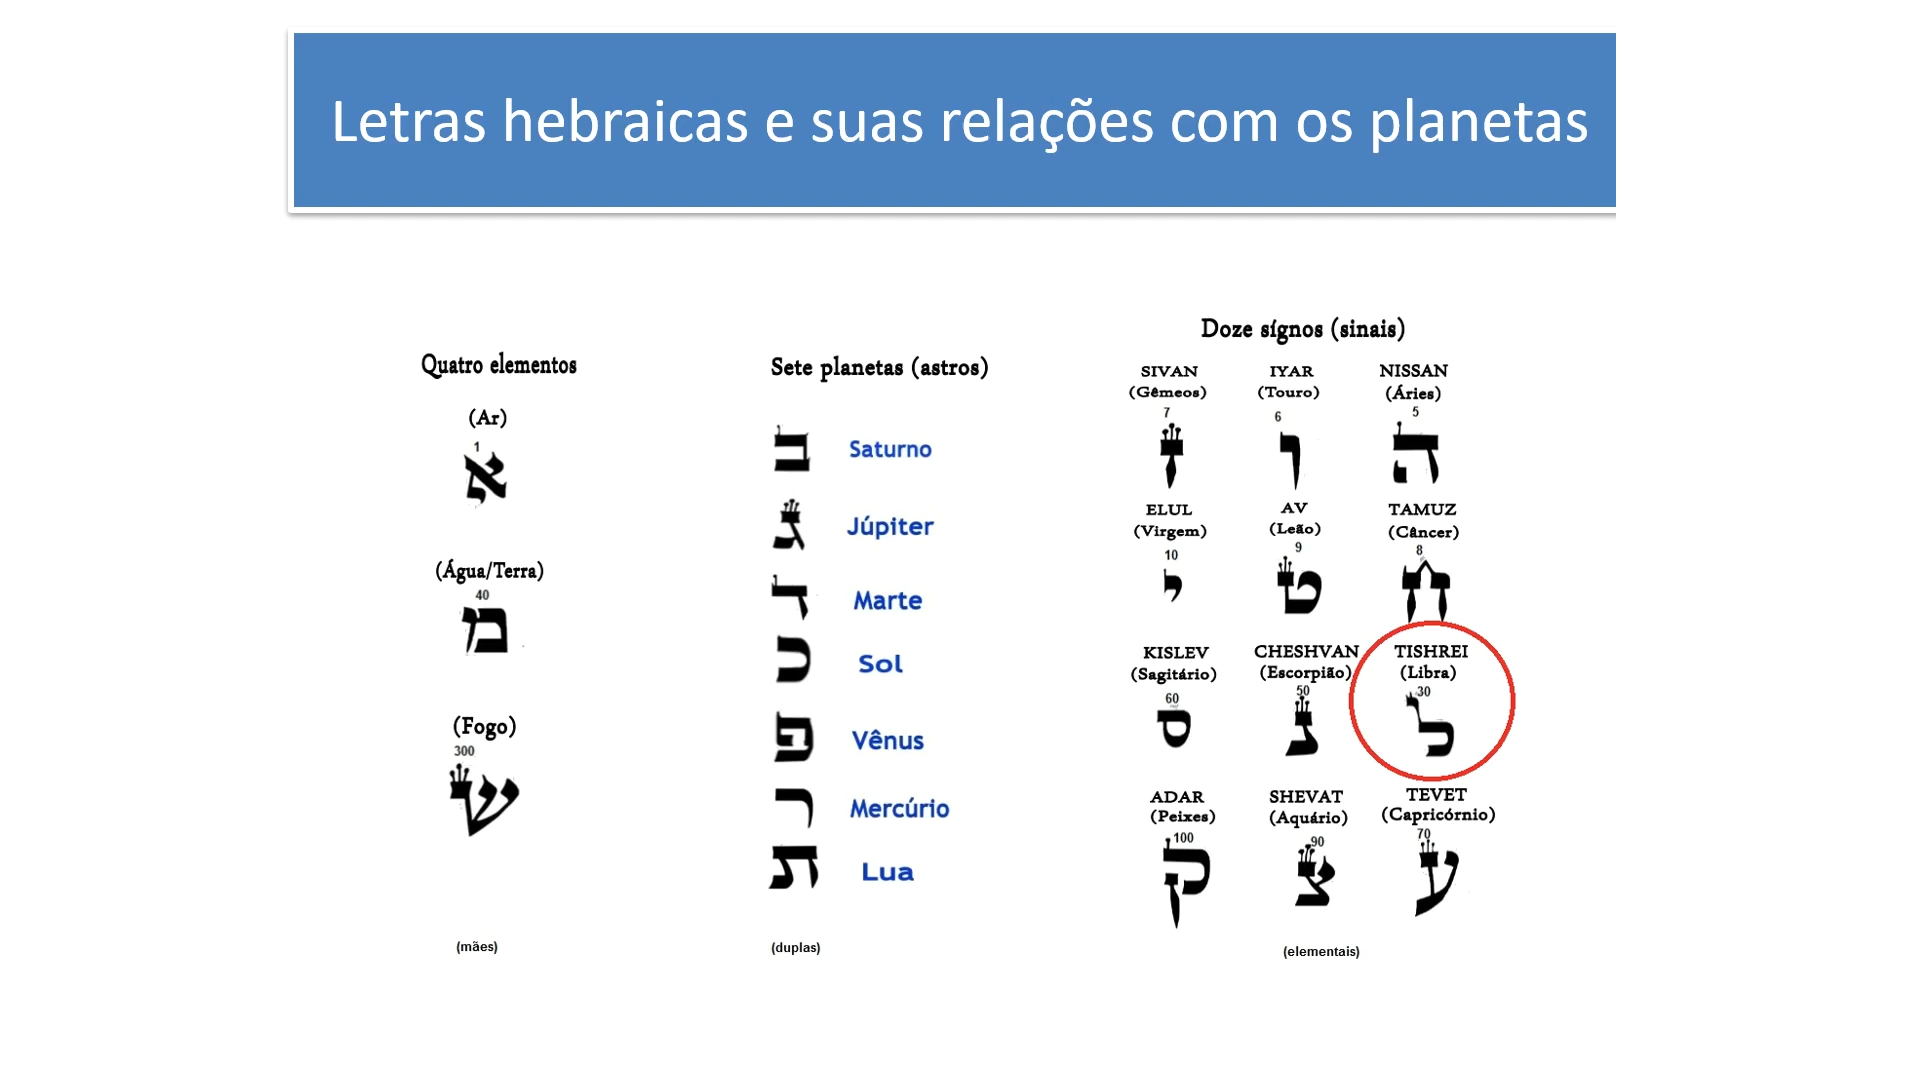 Letras hebraicas e suas relações com os planetas
Quatro elementos
(Ar)
1
א
(Água/Terra)
40
מ
(Fogo)
300
ש
(mães)
Sete planetas (astros)
ב Saturno
ג Júpiter
ד Marte
כ Sol
פ Vênus
ר Mercúrio
ת Lua
(duplas)
Doze sígnos (sinais)
SIVAN IYAR NISSAN
(Gêmeos) (Touro) (Áries)
7 6 5
ז ו ה
ELUL AV TAMUZ
(Virgem) (Leão) (Câncer)
10 9 8
י ט ח
KISLEV CHESHVAN TISHREI
(Sagitário) (Escorpião) (Libra)
60 50 30
ס נ ל
ADAR SHEVAT TEVET
(Peixes) (Aquário) (Capricórnio)
100 90 70
ק צ ע
(elementais)